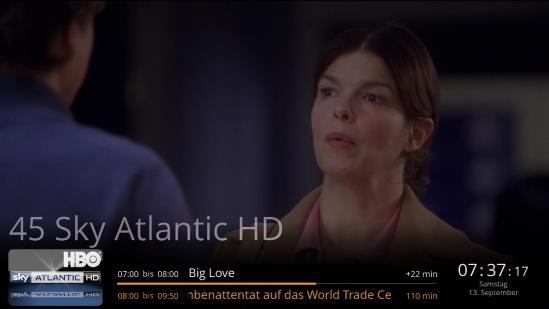 45 Sky Atlantic HD
HBO
sky ATLANTIC HD
07:00 bis 08:00 Big Love +22 min
08:00 bis 09:50 nbenattentat auf das World Trade Ce 110 min
07:37:17
Samstag
13. September